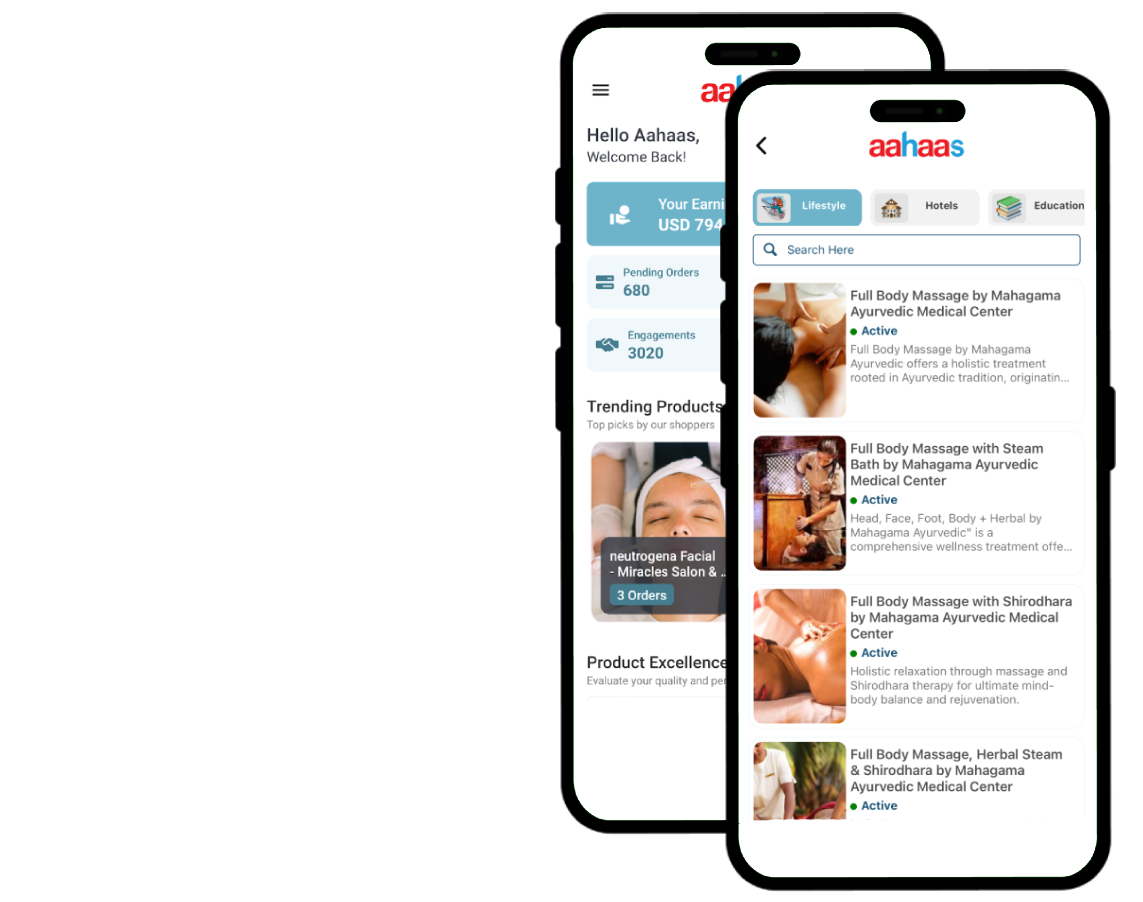 aa
Hello Aahaas,
Welcome Back!
Your Earni
USD 794
Pending Orders
680
Engagements
3020
Trending Products
Top picks by our shoppers
neutrogena Facial
- Miracles Salon & ..
3 Orders
Product Excellence
Evaluate your quality and per
aahaas
Lifestyle
Hotels
Education
Search Here
Full Body Massage by Mahagama
Ayurvedic Medical Center
Active
Full Body Massage by Mahagama
Ayurvedic offers a holistic treatment
rooted in Ayurvedic tradition, originatin...
Full Body Massage with Steam
Bath by Mahagama Ayurvedic
Medical Center
Active
Head, Face, Foot, Body + Herbal by
Mahagama Ayurvedic" is a
comprehensive wellness treatment offe...
Full Body Massage with Shirodhara
by Mahagama Ayurvedic Medical
Center
Active
Holistic relaxation through massage and
Shirodhara therapy for ultimate mind-
body balance and rejuvenation.
Full Body Massage, Herbal Steam
& Shirodhara by Mahagama
Ayurvedic Medical Center
Active